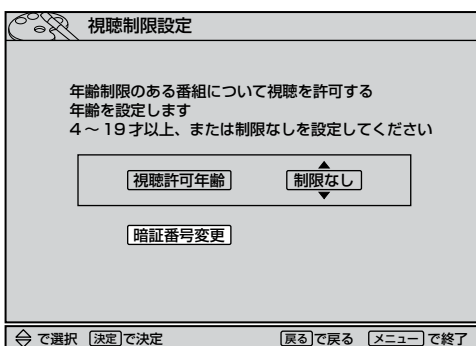 視聴制限設定
年齢制限のある番組について視聴を許可する
年齢を設定します
4～19才以上、または制限なしを設定してください
視聴許可年齢 制限なし
暗証番号変更
で選択 決定で決定 戻るで戻る メニューで終了